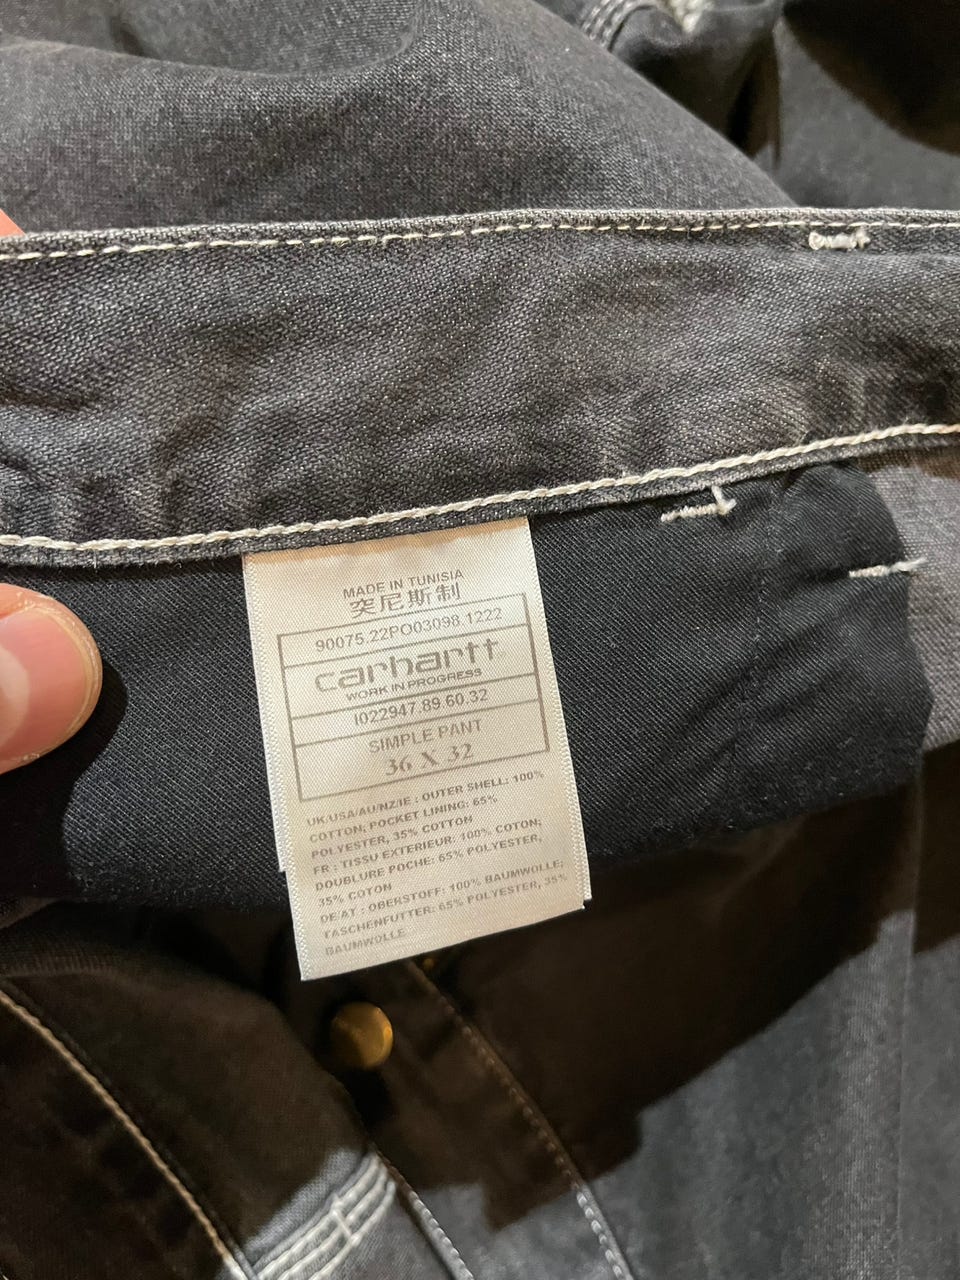 MADE IN TUNISIA
突尼斯制
90075.22PO03098.1222
carhartt
WORK IN PROGRESS
I022947.89.60.32
SIMPLE PANT
36 X 32
UK/USA/AU/NZ/IE : OUTER SHELL: 100%
COTTON; POCKET LINING: 65%
POLYESTER, 35% COTTON
FR : TISSU EXTERIEUR: 100% COTON;
DOUBLURE POCHE: 65% POLYESTER,
35% COTON
DE/AT : OBERSTOFF: 100% BAUMWOLLE;
TASCHENFUTTER: 65% POLYESTER, 35%
BAUMWOLLE